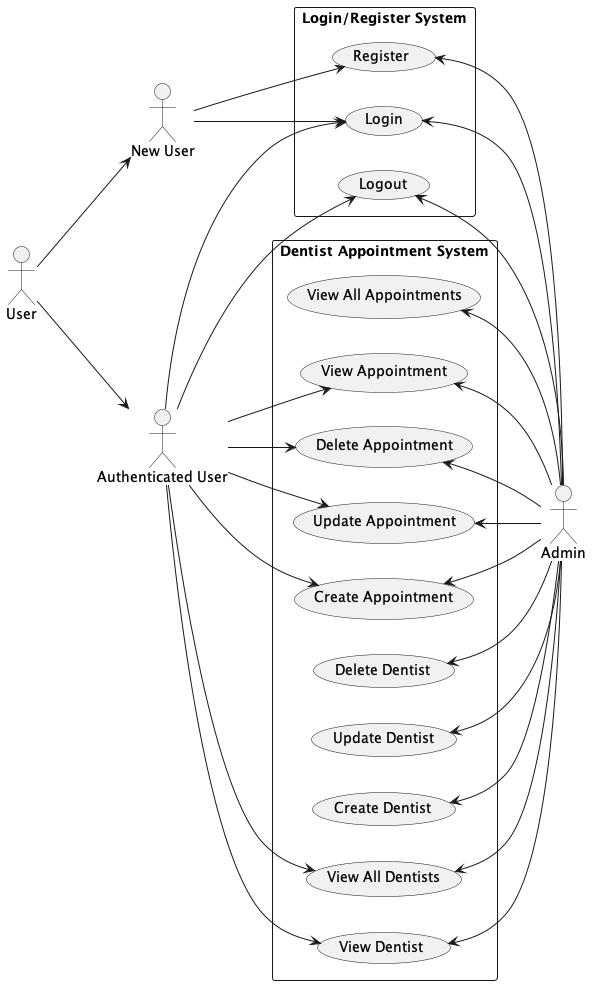 Login/Register System
Register
New User
Login
Logout
User
Dentist Appointment System
View All Appointments
View Appointment
Delete Appointment
Authenticated User
Update Appointment
Admin
Create Appointment
Delete Dentist
Update Dentist
Create Dentist
View All Dentists
View Dentist